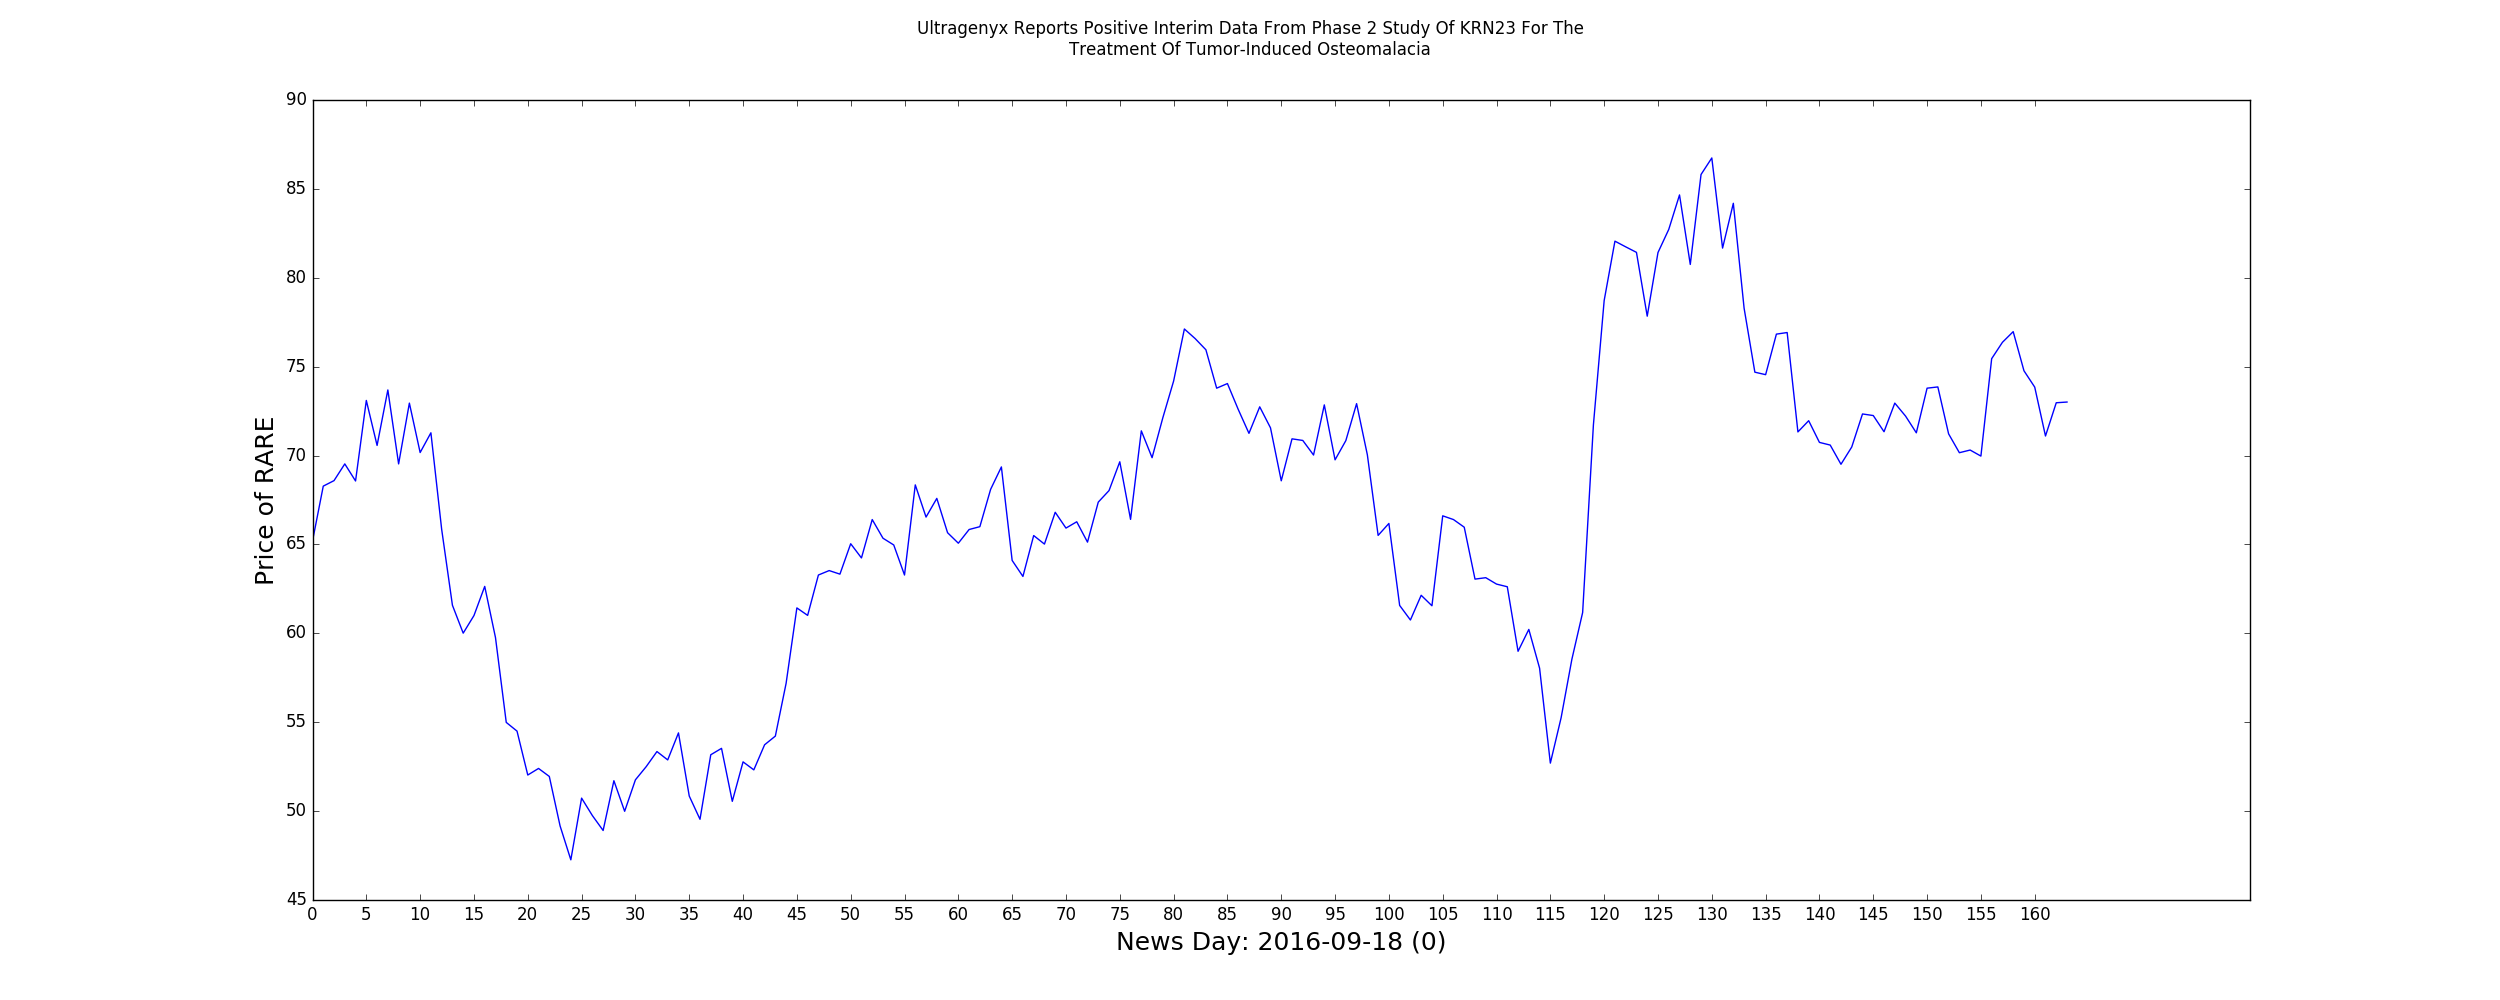 Ultragenyx Reports Positive Interim Data From Phase 2 Study Of KRN23 For The
Treatment Of Tumor-Induced Osteomalacia
90
85
80
75
70
65
60
55
50
45
Price of RARE
0 5 10 15 20 25 30 35 40 45 50 55 60 65 70 75 80 85 90 95 100 105 110 115 120 125 130 135 140 145 150 155 160
News Day: 2016-09-18 (0)